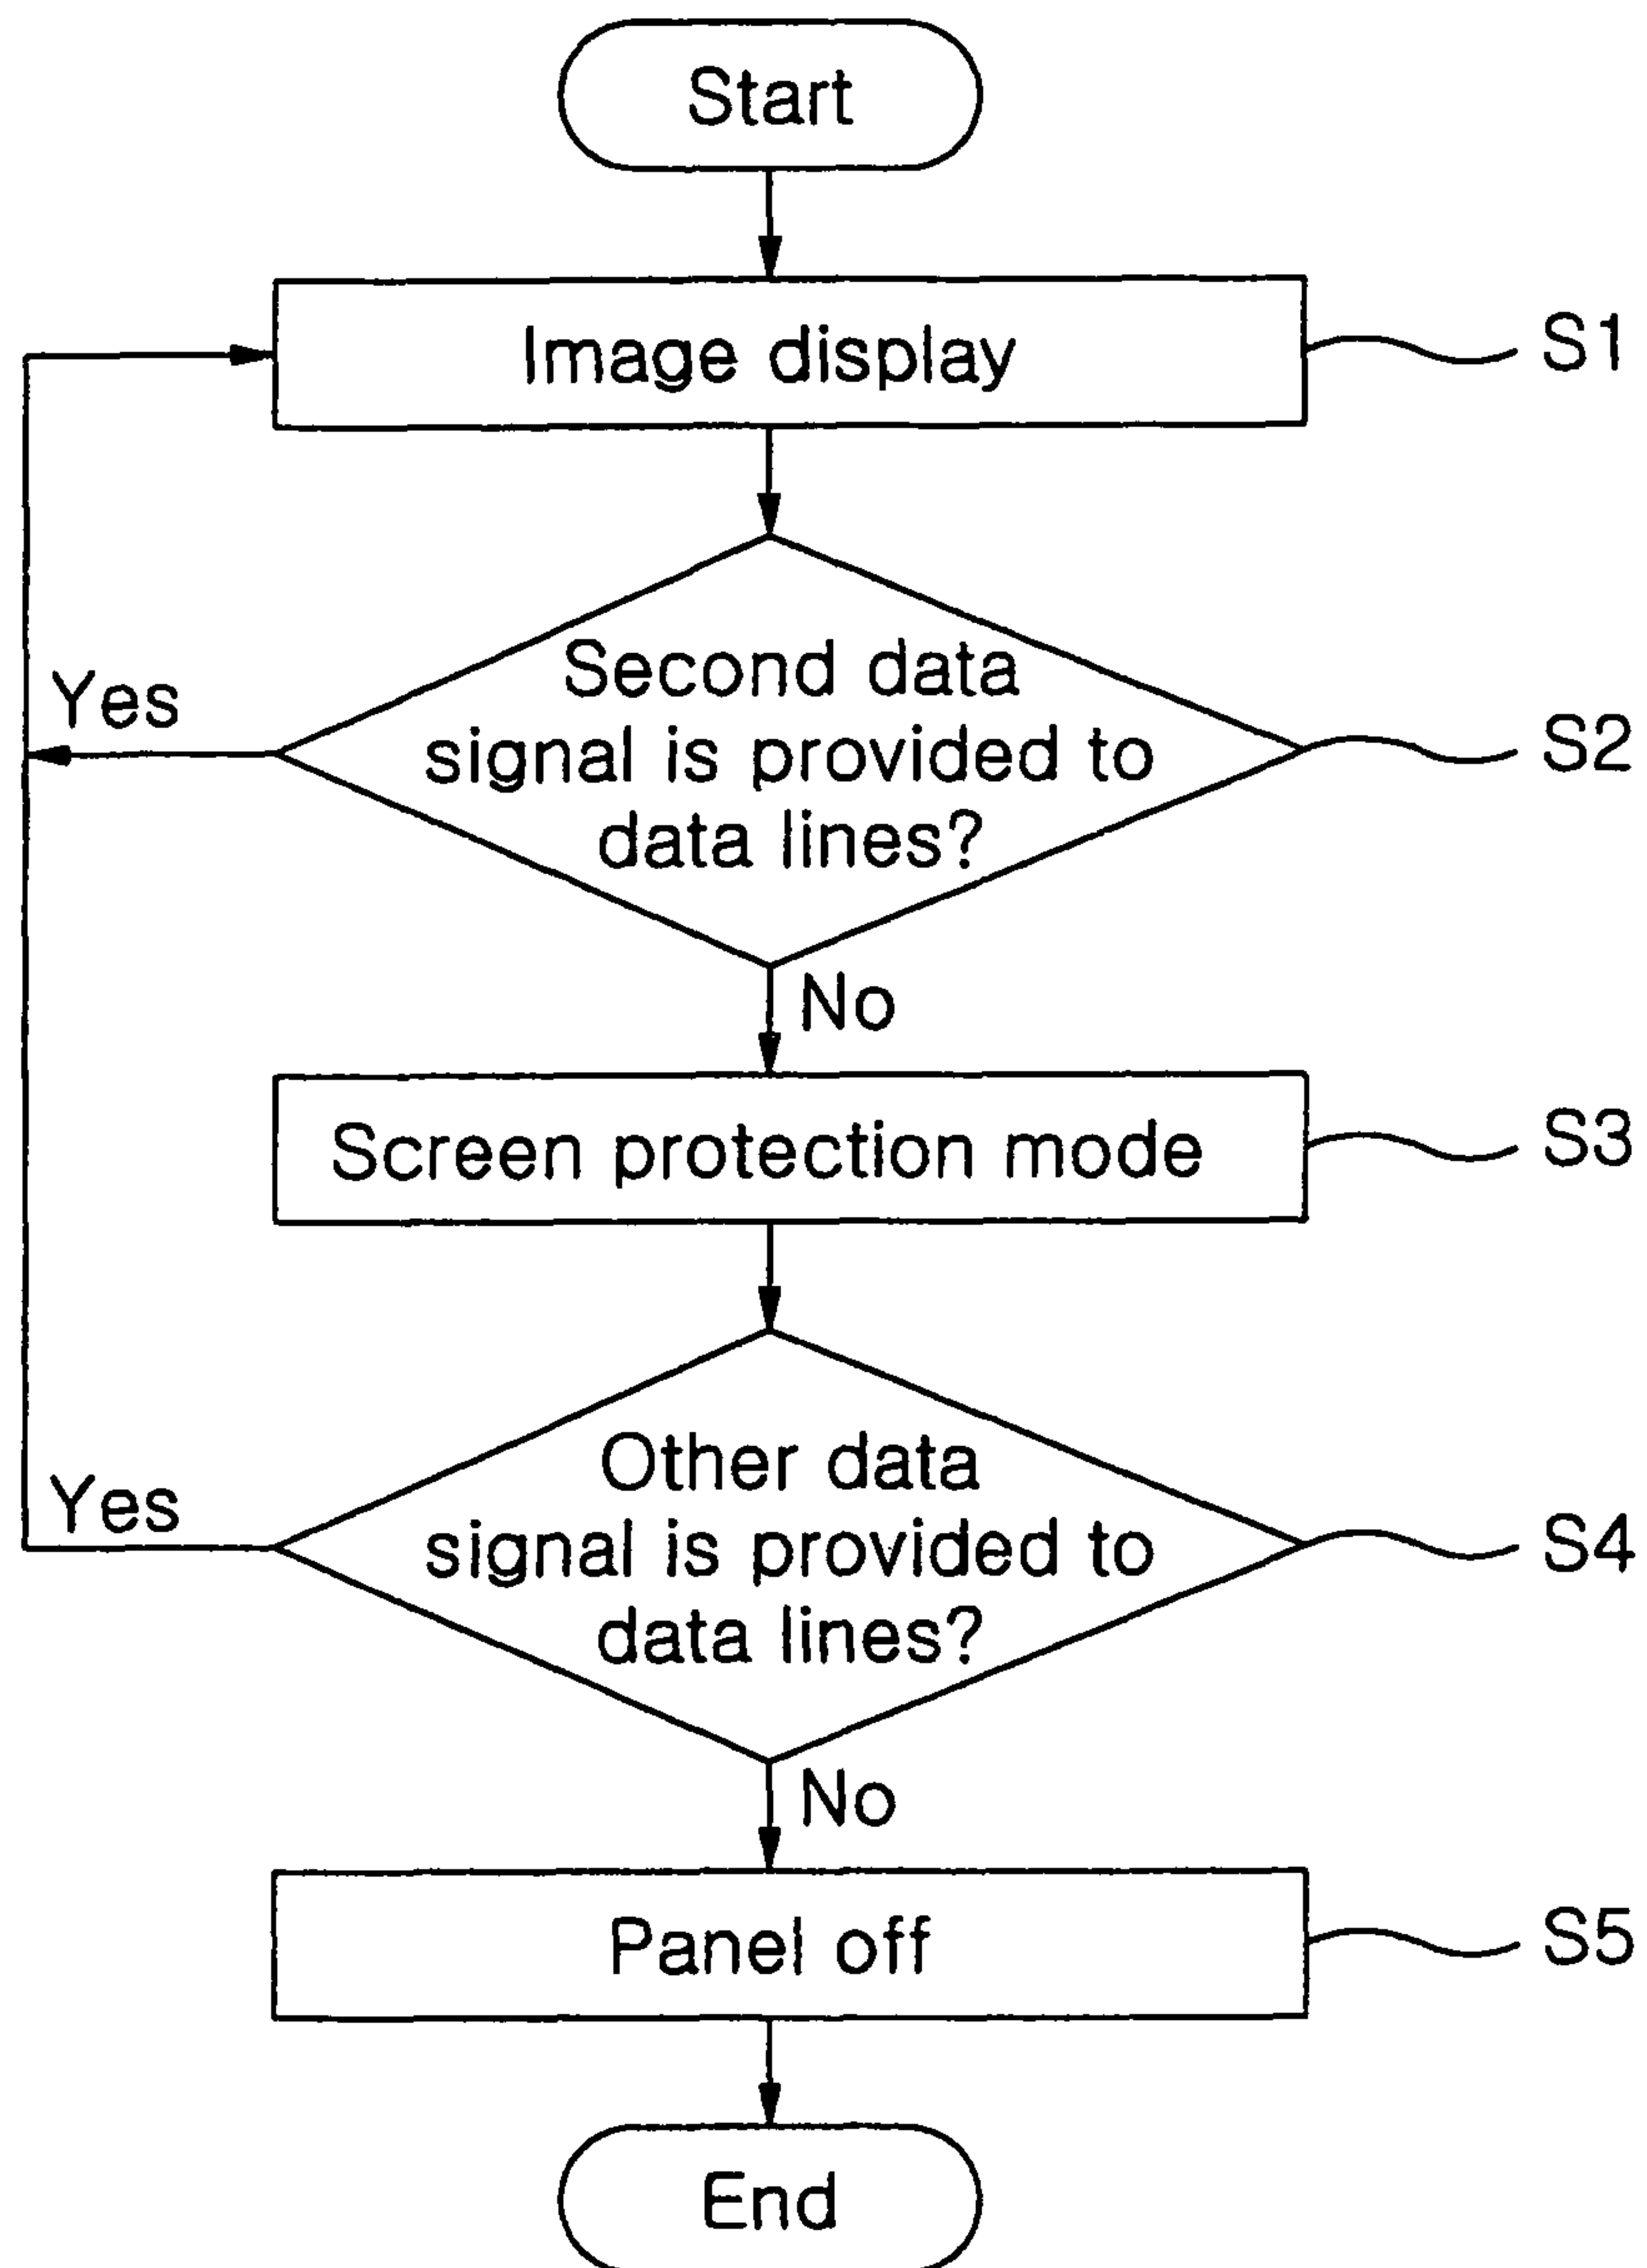 Start
Image display
S1
Second data
signal is provided to
data lines?
S2
Yes
No
Screen protection mode
S3
Other data
signal is provided to
data lines?
S4
Yes
No
Panel off
S5
End